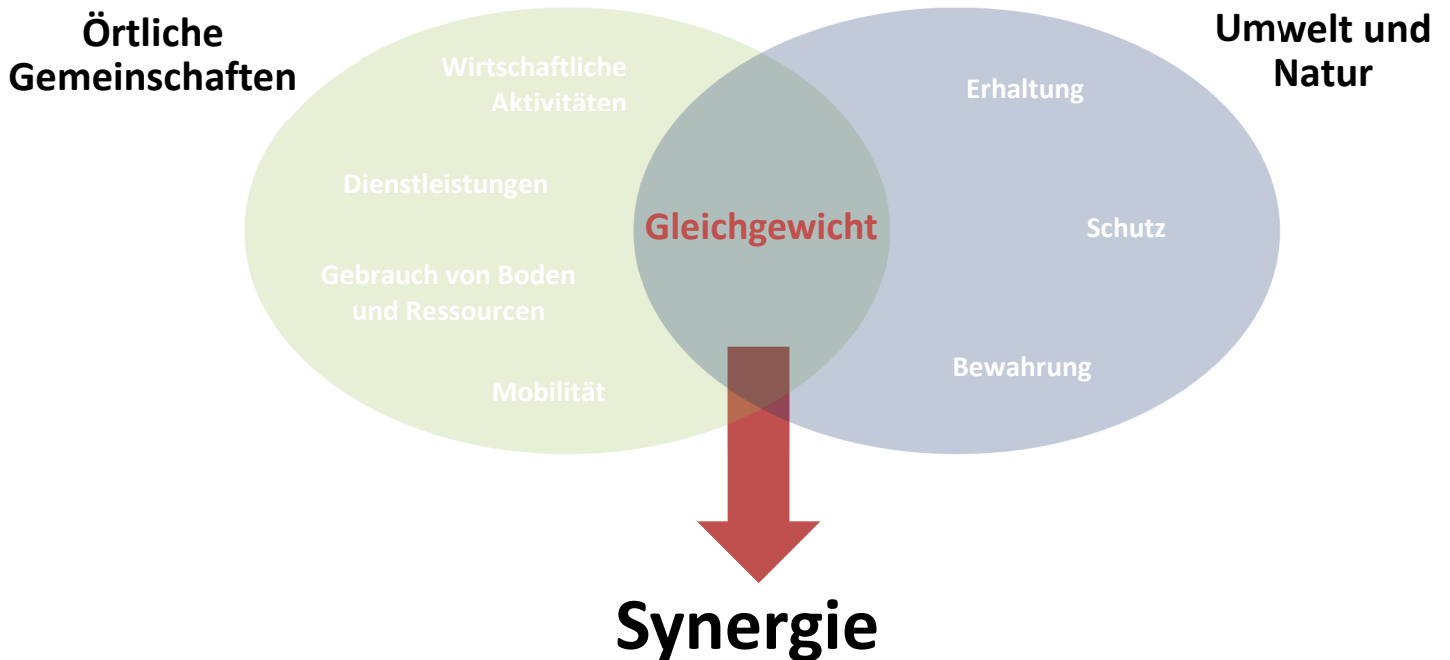 Örtliche
Gemeinschaften
Umwelt und
Natur
Wirtschaftliche
Aktivitäten
Erhaltung
Dienstleistungen
Gleichgewicht
Schutz
Gebrauch von Boden
und Ressourcen
Bewahrung
Mobilität
Synergie